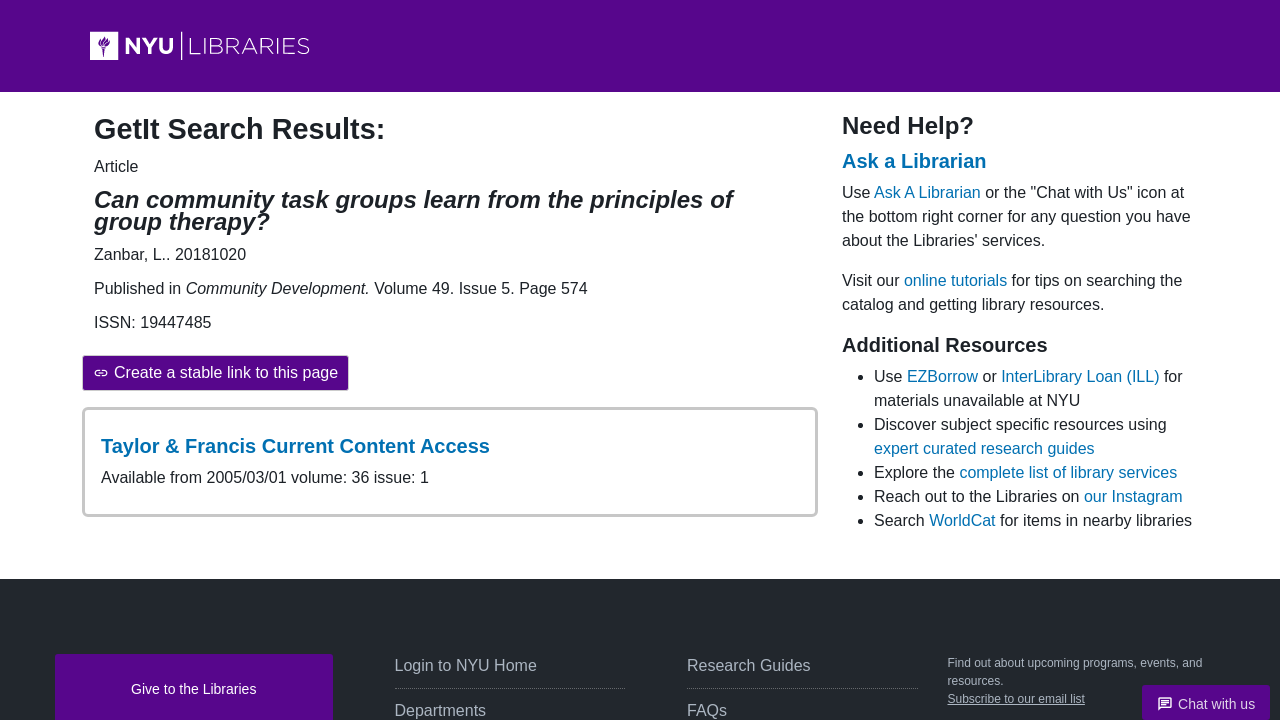 NYU LIBRARIES
GetIt Search Results:
Article
Can community task groups learn from the principles of
group therapy?
Zanbar, L.. 20181020
Published in Community Development. Volume 49. Issue 5. Page 574
ISSN: 19447485
Create a stable link to this page
Taylor & Francis Current Content Access
Available from 2005/03/01 volume: 36 issue: 1
Need Help?
Ask a Librarian
Use Ask A Librarian or the "Chat with Us" icon at
the bottom right corner for any question you have
about the Libraries' services.
Visit our online tutorials for tips on searching the
catalog and getting library resources.
Additional Resources
Use EZBorrow or InterLibrary Loan (ILL) for
materials unavailable at NYU
Discover subject specific resources using
expert curated research guides
Explore the complete list of library services
Reach out to the Libraries on our Instagram
Search WorldCat for items in nearby libraries
Give to the Libraries
Login to NYU Home
Departments
Research Guides
FAQs
Find out about upcoming programs, events, and
resources.
Subscribe to our email list
Chat with us